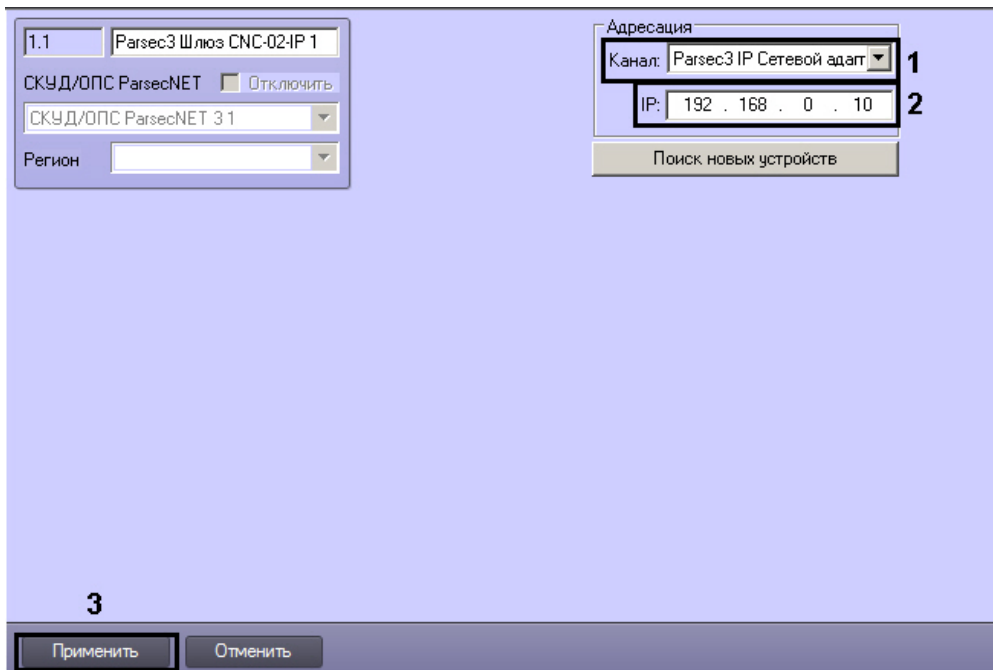 1.1 Parsec3 Шлюз CNC-02-IP 1
СКУД/ОПС ParsecNET Отключить
СКУД/ОПС ParsecNET 3 1
Регион
Адресация
Канал: Parsec3 IP Сетевой адапт 1
IP: 192 . 168 . 0 . 10 2
Поиск новых устройств
3
Применить Отменить